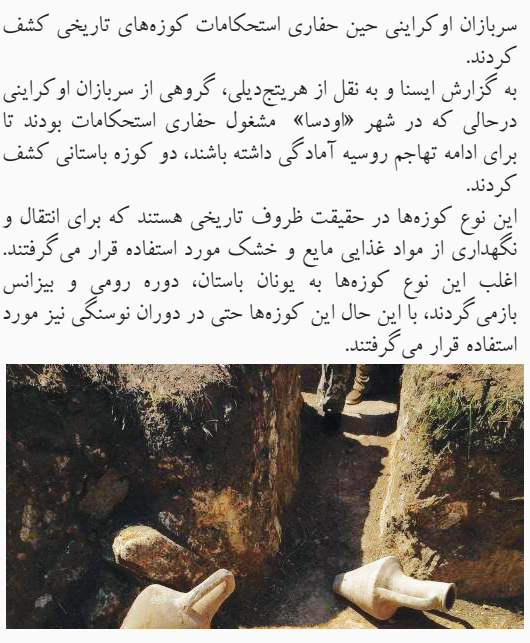 سربازان اوکراینی حین حفاری استحکامات کوزه‌های تاریخی کشف
کردند.
به گزارش ایسنا و به نقل از هریتج‌دیلی، گروهی از سربازان اوکراینی
درحالی که در شهر «اودسا» مشغول حفاری استحکامات بودند تا
برای ادامه تهاجم روسیه آمادگی داشته باشند، دو کوزه باستانی کشف
کردند.
این نوع کوزه‌ها در حقیقت ظروف تاریخی هستند که برای انتقال و
نگهداری از مواد غذایی مایع و خشک مورد استفاده قرار می‌گرفتند.
اغلب این نوع کوزه‌ها به یونان باستان، دوره رومی و بیزانس
بازمی‌گردند، با این حال این کوزه‌ها حتی در دوران نوسنگی نیز مورد
استفاده قرار می‌گرفتند.